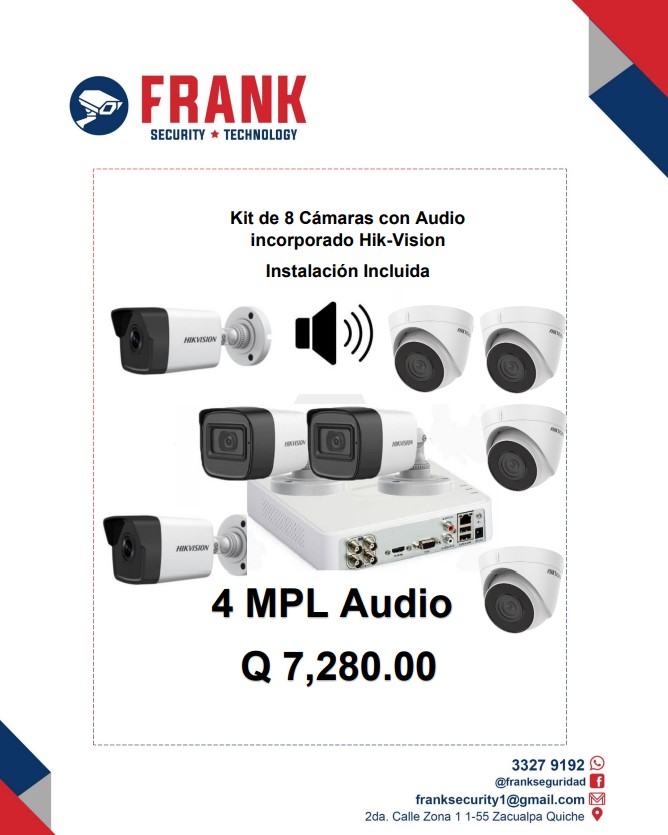 FRANK
SECURITY ★ TECHNOLOGY
Kit de 8 Cámaras con Audio
incorporado Hik-Vision
Instalación Incluida
HIKVISION
HIKVISION
HIKVISION
HIKVISION
4 MPL Audio
Q 7,280.00
3327 9192
@frankseguridad
franksecurity1@gmail.com
2da. Calle Zona 1 1-55 Zacualpa Quiche